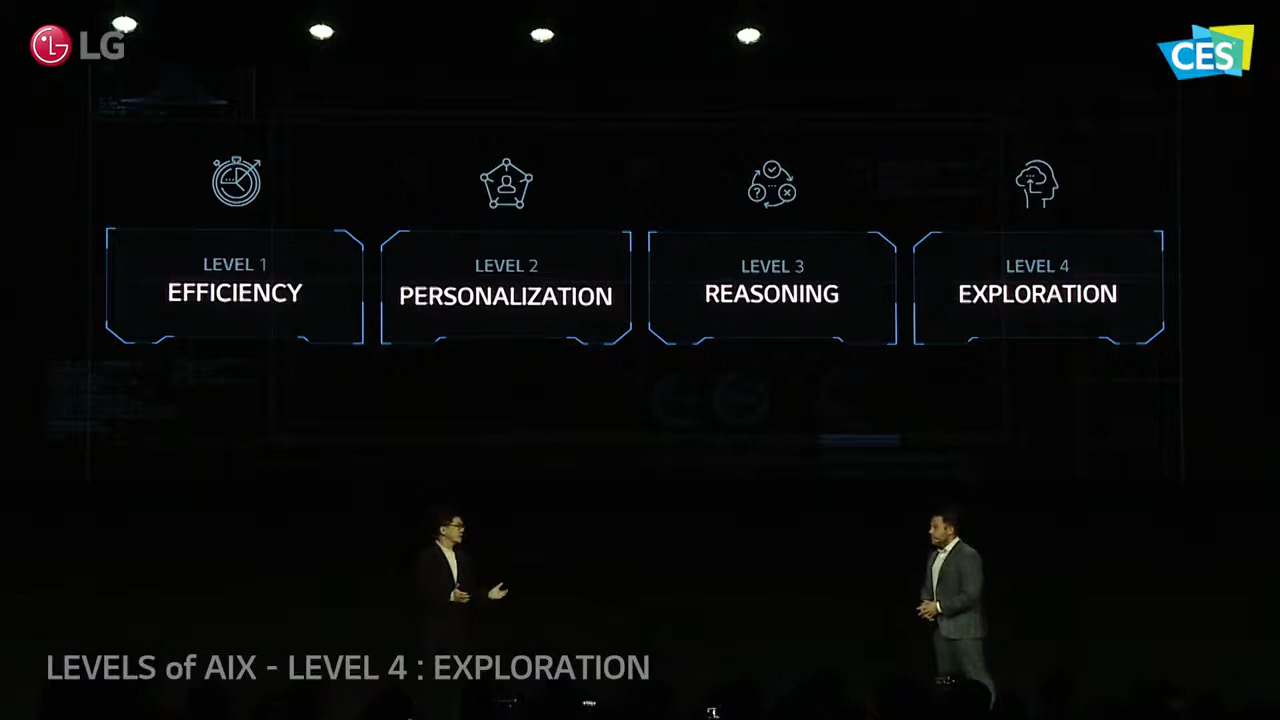 LG
CES
LEVEL 1
EFFICIENCY
LEVEL 2
PERSONALIZATION
LEVEL 3
REASONING
LEVEL 4
EXPLORATION
LEVELS of AIX - LEVEL 4 : EXPLORATION